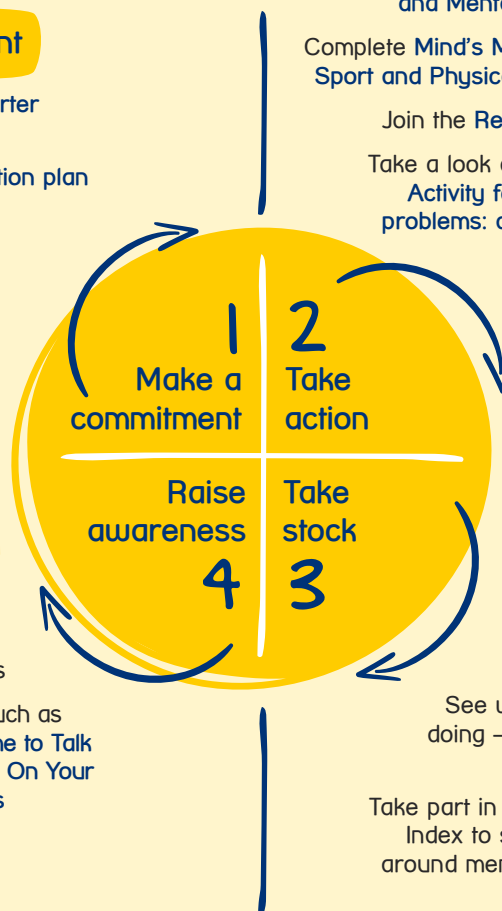 nt
rter
tion plan
and Ment
Complete Mind's M
Sport and Physic
Join the Re
Take a look
Activity f
problems:
1
Make a
commitment
2
Take
action
Take
stock
3
Raise
awareness
4
s
uch as
e to Talk
On Your
s
See u
doing –
Take part in
Index to s
around mer